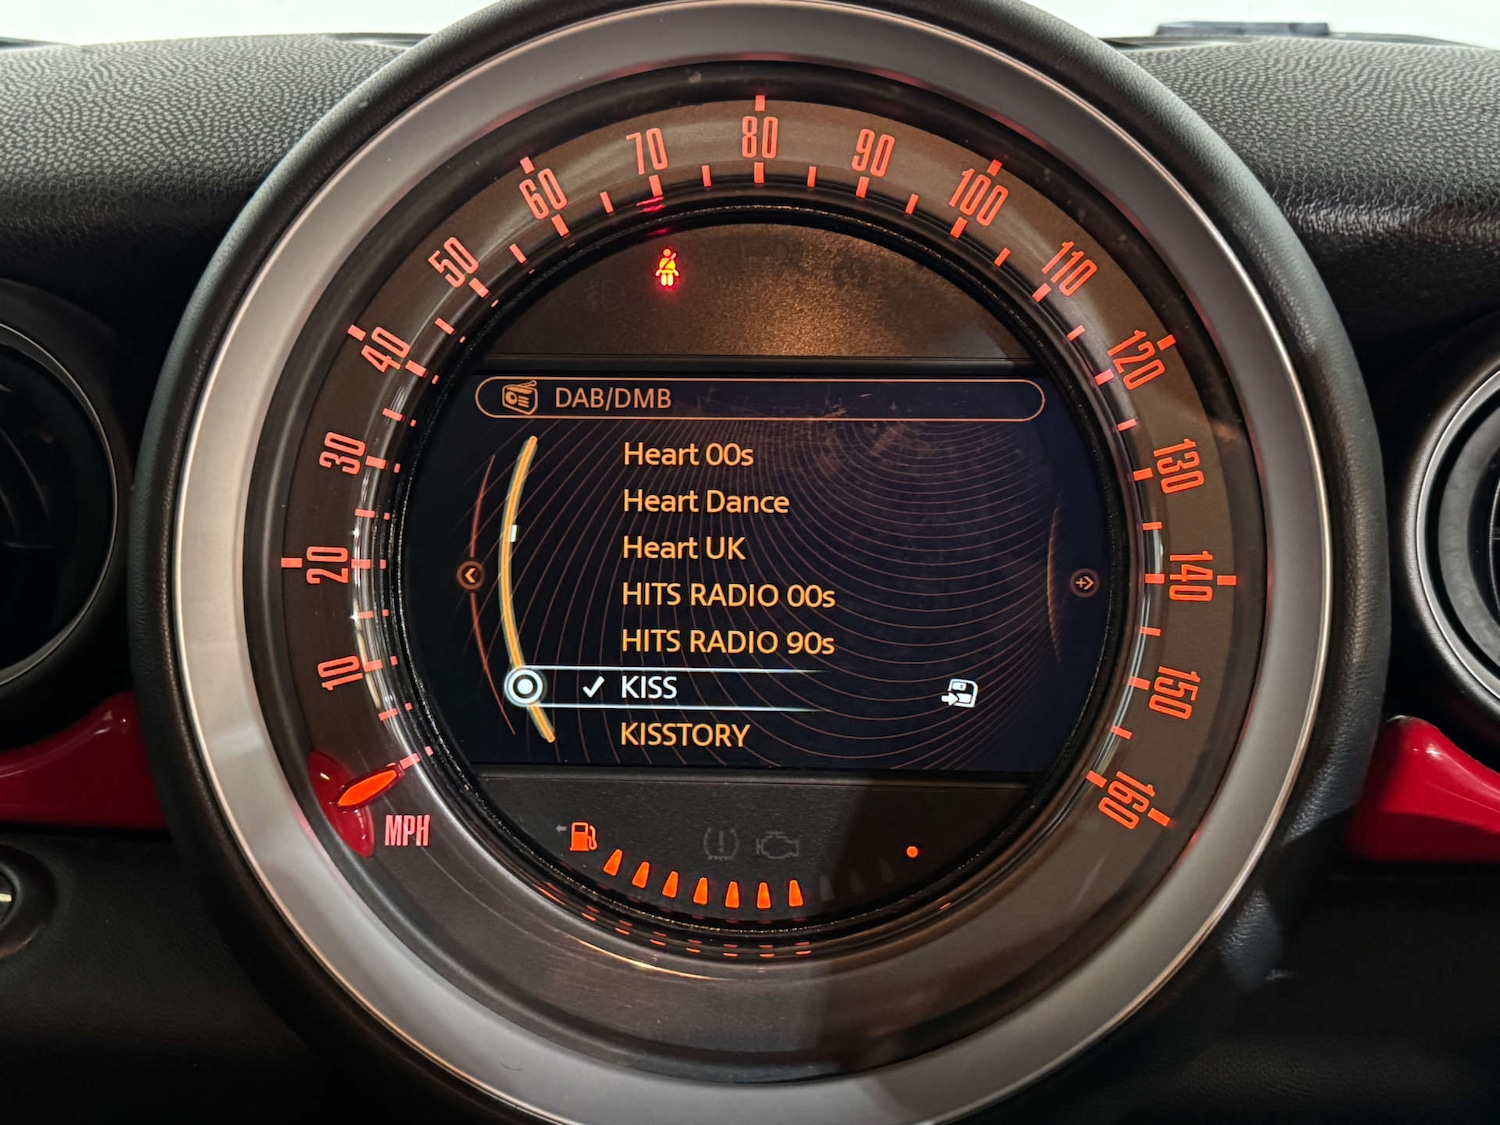 80
70
90
60
100
50
110
40
120
30
130
20
140
10
150
160
MPH
DAB/DMB
Heart 00s
Heart Dance
Heart UK
HITS RADIO 00s
HITS RADIO 90s
KISS
KISSTORY